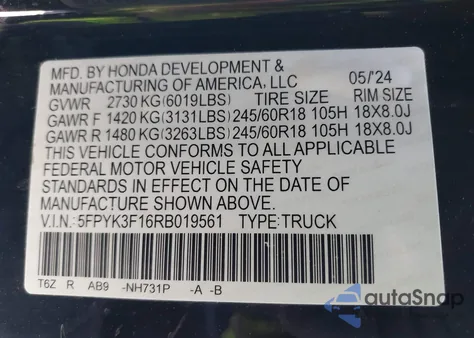 MFD. BY HONDA DEVELOPMENT &
MANUFACTURING OF AMERICA, LLC 05/'24
GVWR 2730 KG(6019LBS) TIRE SIZE RIM SIZE
GAWR F 1420 KG(3131LBS) 245/60R18 105H 18X8.0J
GAWR R 1480 KG(3263LBS) 245/60R18 105H 18X8.0J
THIS VEHICLE CONFORMS TO ALL APPLICABLE
FEDERAL MOTOR VEHICLE SAFETY
STANDARDS IN EFFECT ON THE DATE OF
MANUFACTURE SHOWN ABOVE.
V.I.N.: 5FPYK3F16RB019561 TYPE:TRUCK
T6Z R AB9 -NH731P -A -B
autoSnap